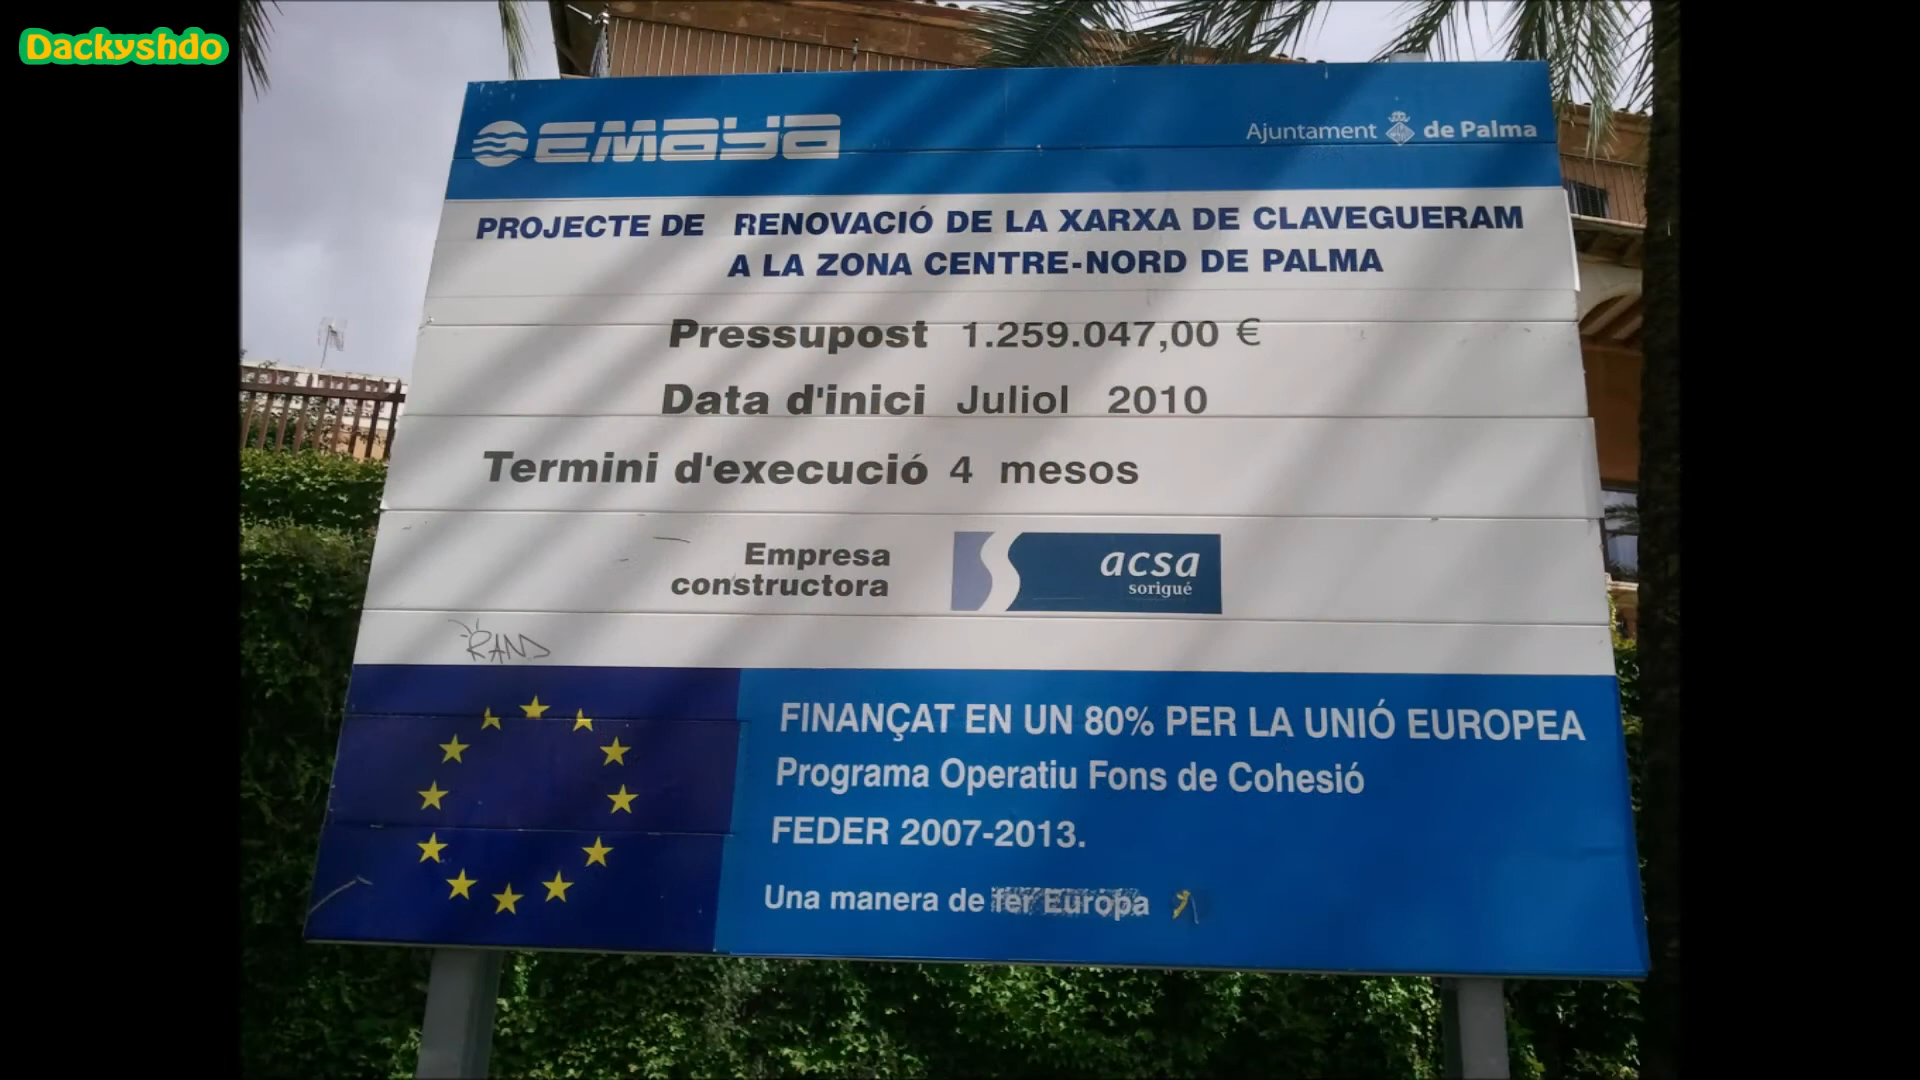 Dackyshdo
EMAYA
Ajuntament de Palma
PROJECTE DE RENOVACIÓ DE LA XARXA DE CLAVEGUERAM
A LA ZONA CENTRE-NORD DE PALMA
Pressupost 1.259.047,00 €
Data d'inici Juliol 2010
Termini d'execució 4 mesos
Empresa
constructora
acsa
sorigué
FINANÇAT EN UN 80% PER LA UNIÓ EUROPEA
Programa Operatiu Fons de Cohesió
FEDER 2007-2013.
Una manera de fer Europa